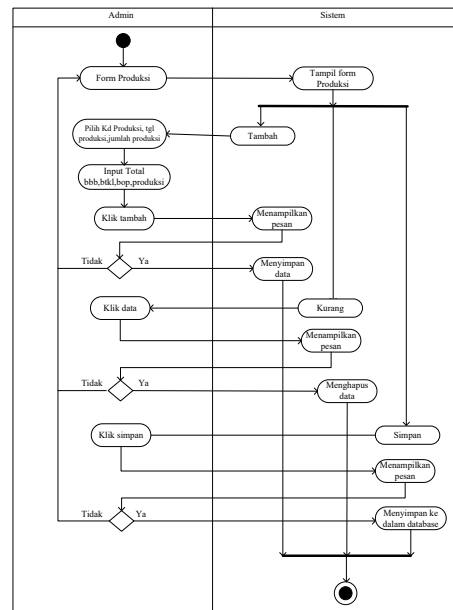 Admin
Sistem
Form Produksi
Tampil form
Produksi
Tambah
Pilih Kd Produksi, tgl
produksi,jumlah produksi
Input Total
bbb,btkl,bop,produksi
Klik tambah
Menampilkan
pesan
Tidak
Ya
Menyimpan
data
Kurang
Klik data
Menampilkan
pesan
Tidak
Ya
Menghapus
data
Simpan
Klik simpan
Menampilkan
pesan
Tidak
Ya
Menyimpan ke
dalam database